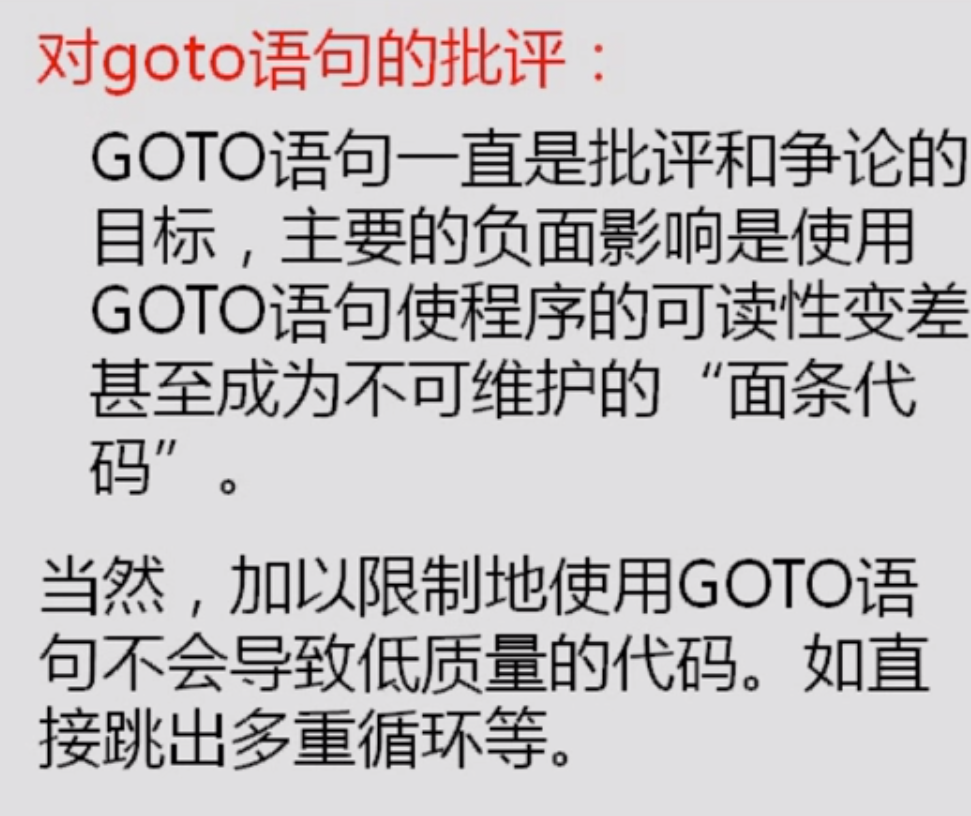 对goto语句的批评：
GOTO语句一直是批评和争论的
目标，主要的负面影响是使用
GOTO语句使程序的可读性变差
甚至成为不可维护的“面条代
码”。
当然，加以限制地使用GOTO语
句不会导致低质量的代码。如直
接跳出多重循环等。